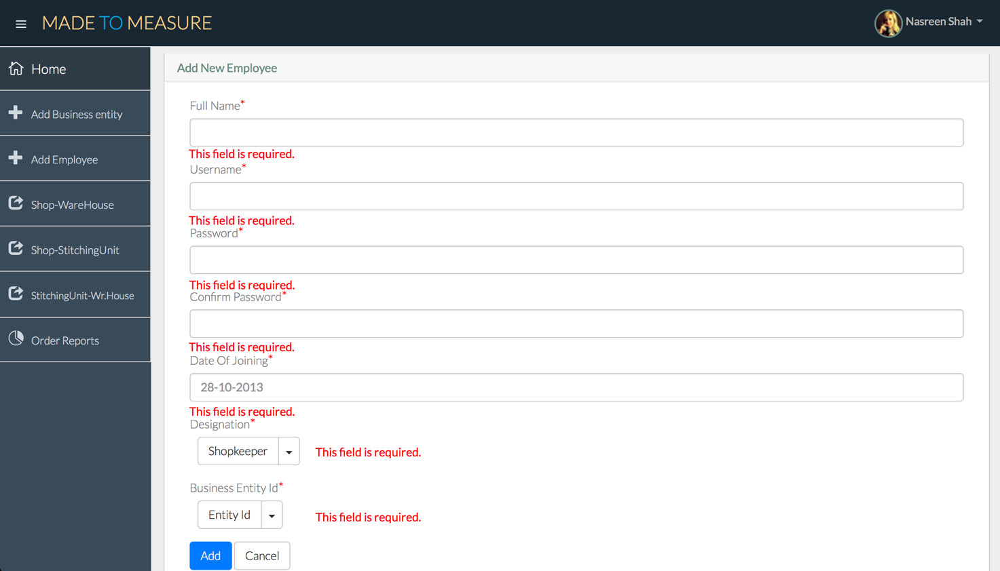 MADE TO MEASURE
Nasreen Shah
Home
Add Business entity
Add Employee
Shop-WareHouse
Shop-StitchingUnit
StitchingUnit-Wr.House
Order Reports
Add New Employee
Full Name*
This field is required.
Username*
This field is required.
Password*
This field is required.
Confirm Password*
This field is required.
Date Of Joining*
28-10-2013
This field is required.
Designation*
Shopkeeper
This field is required.
Business Entity Id*
Entity Id
This field is required.
Add Cancel